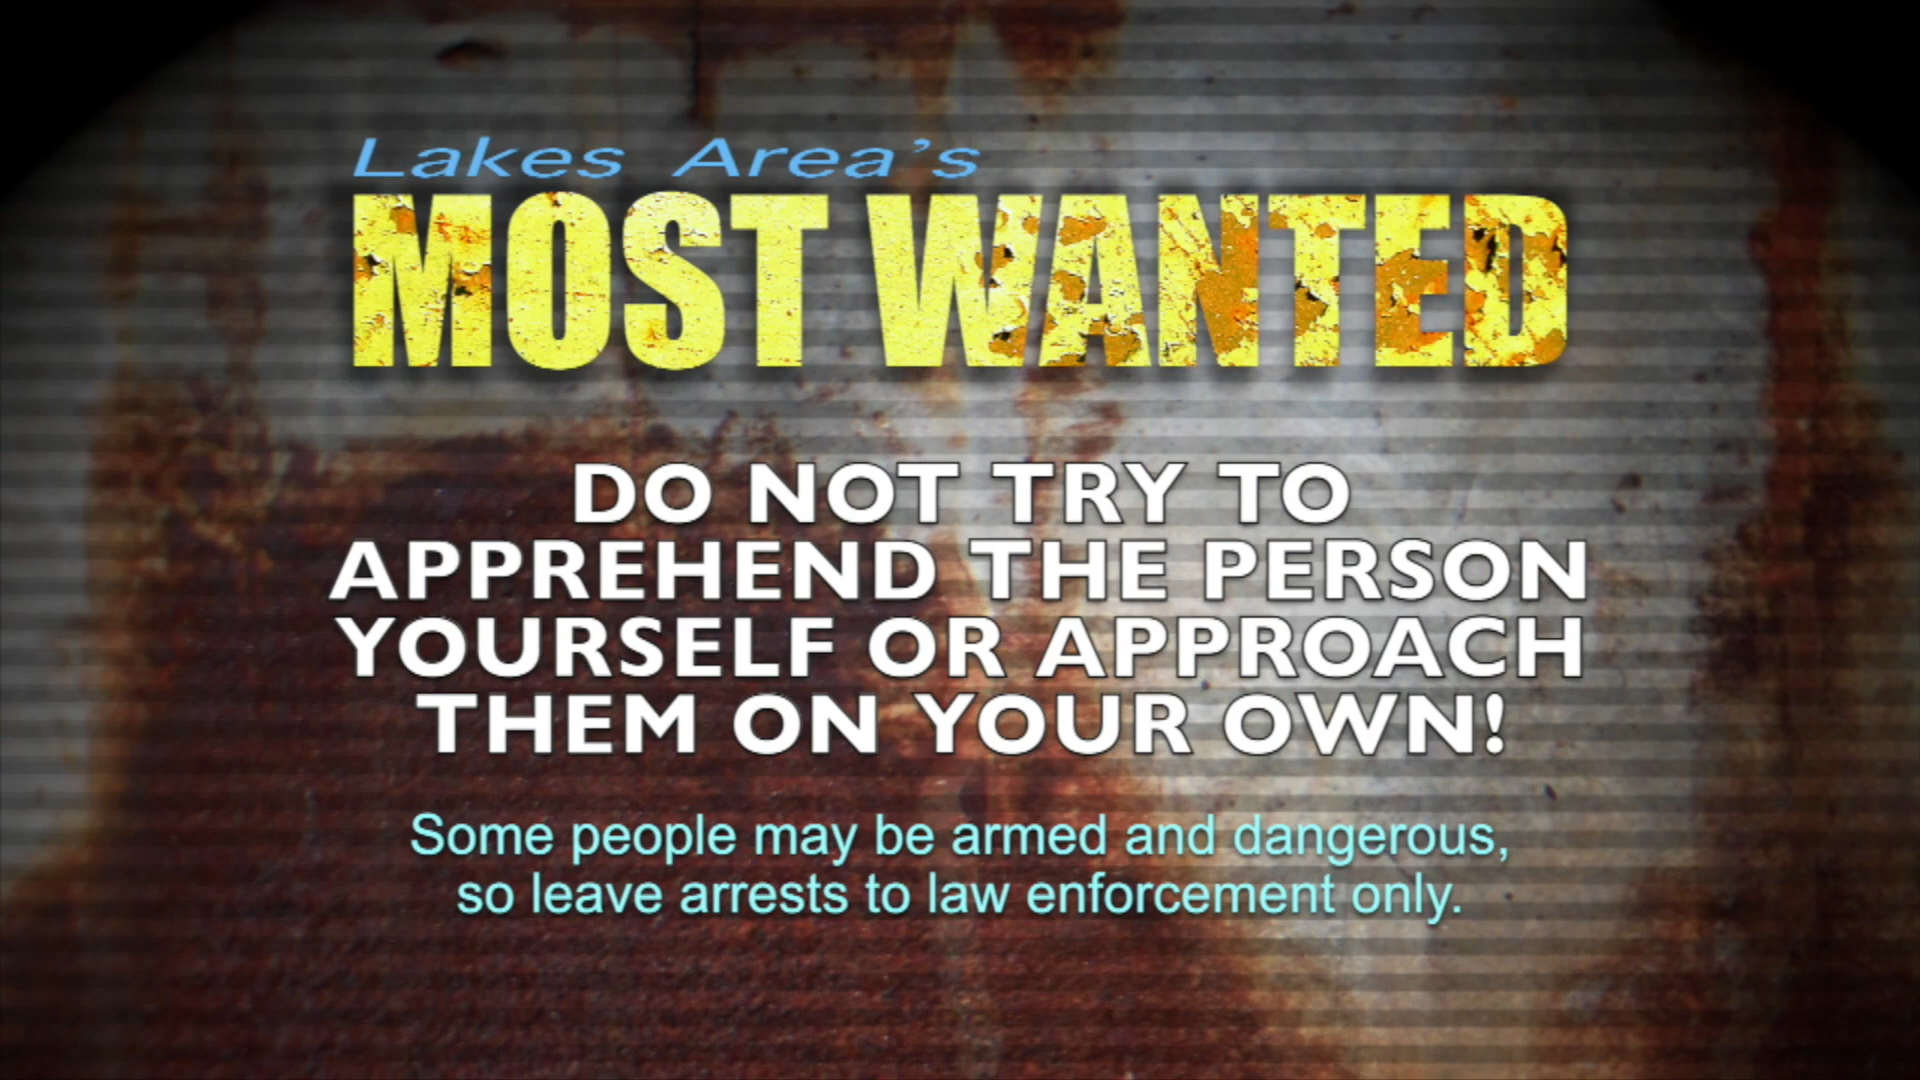 Lakes Area's
MOST WANTED
DO NOT TRY TO
APPREHEND THE PERSON
YOURSELF OR APPROACH
THEM ON YOUR OWN!
Some people may be armed and dangerous,
so leave arrests to law enforcement only.